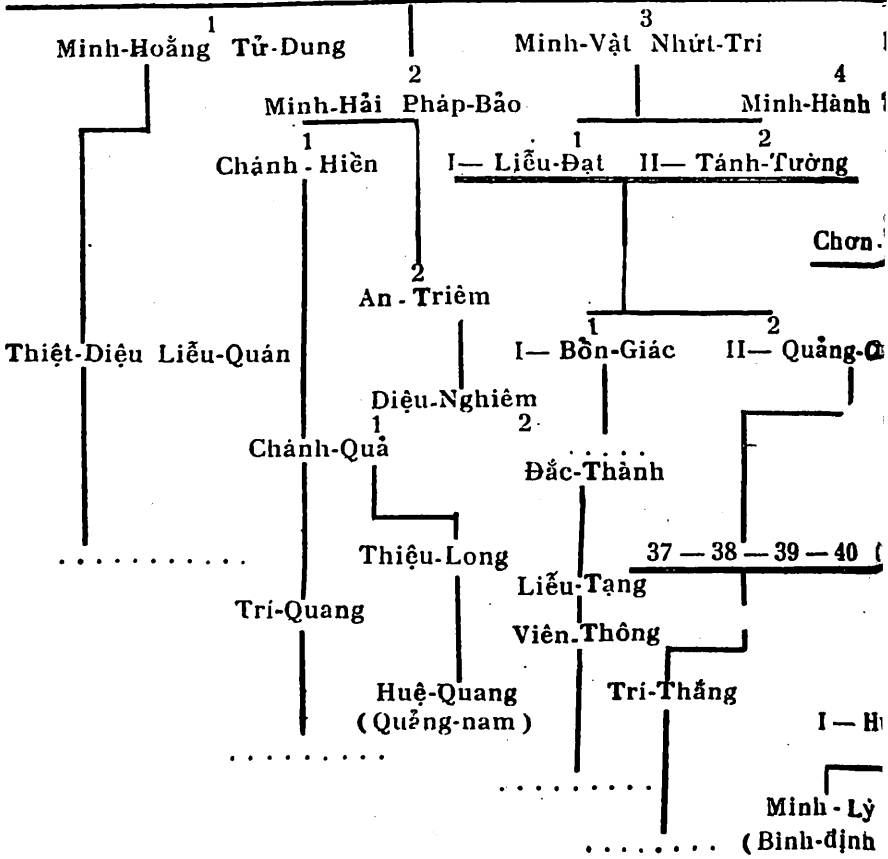 1 3
Minh-Hoằng Tử-Dung Minh-Vật Nhứt-Tri
2 4
Minh-Hải Pháp-Bảo Minh-Hành
1 1 2
Chánh - Hiền I— Liễu-Đạt II— Tánh-Tường
Chơn-
2
An - Triêm
1 2
Thiệt-Diệu Liễu-Quán I— Bổn-Giác II— Quảng-
Diệu-Nghiêm
1 2
Chánh-Quả . . . . .
Đắc-Thành
37 — 38 — 39 — 40 (
. . . . . . . . . . . Thiệu-Long
Liễu-Tạng
Trí-Quang
Viên-Thông
Huệ-Quang Trí-Thắng
(Quảng-nam)
I — H
. . . . . . . . .
. . . . . . . . .
Minh - Lý
. . . . . . . . (Bình-định